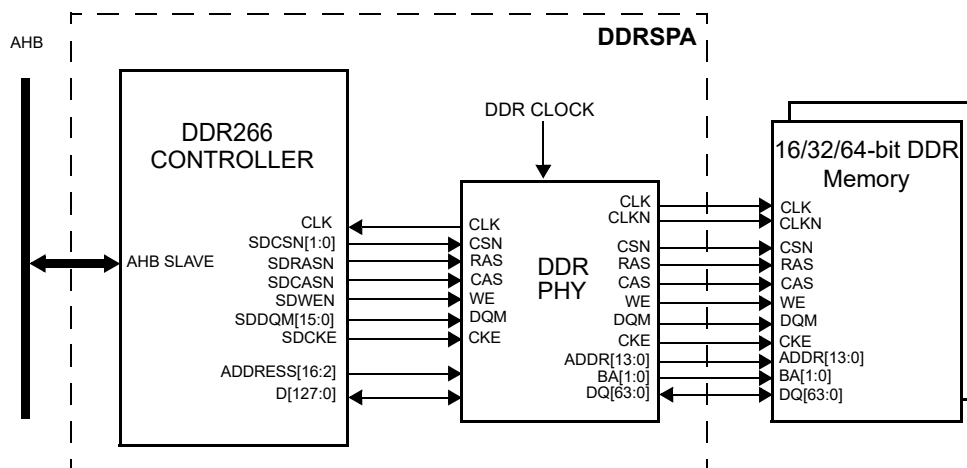 AHB
DDRSPA
DDR CLOCK
DDR266
CONTROLLER
AHB SLAVE
CLK
SDCSN[1:0]
SDRASN
SDCASN
SDWEN
SDDQM[15:0]
SDCKE
ADDRESS[16:2]
D[127:0]
CLK
CSN
RAS
CAS
WE
DQM
CKE
DDR
PHY
CLK
CLKN
CSN
RAS
CAS
WE
DQM
CKE
ADDR[13:0]
BA[1:0]
DQ[63:0]
16/32/64-bit DDR
Memory
CLK
CLKN
CSN
RAS
CAS
WE
DQM
CKE
ADDR[13:0]
BA[1:0]
DQ[63:0]